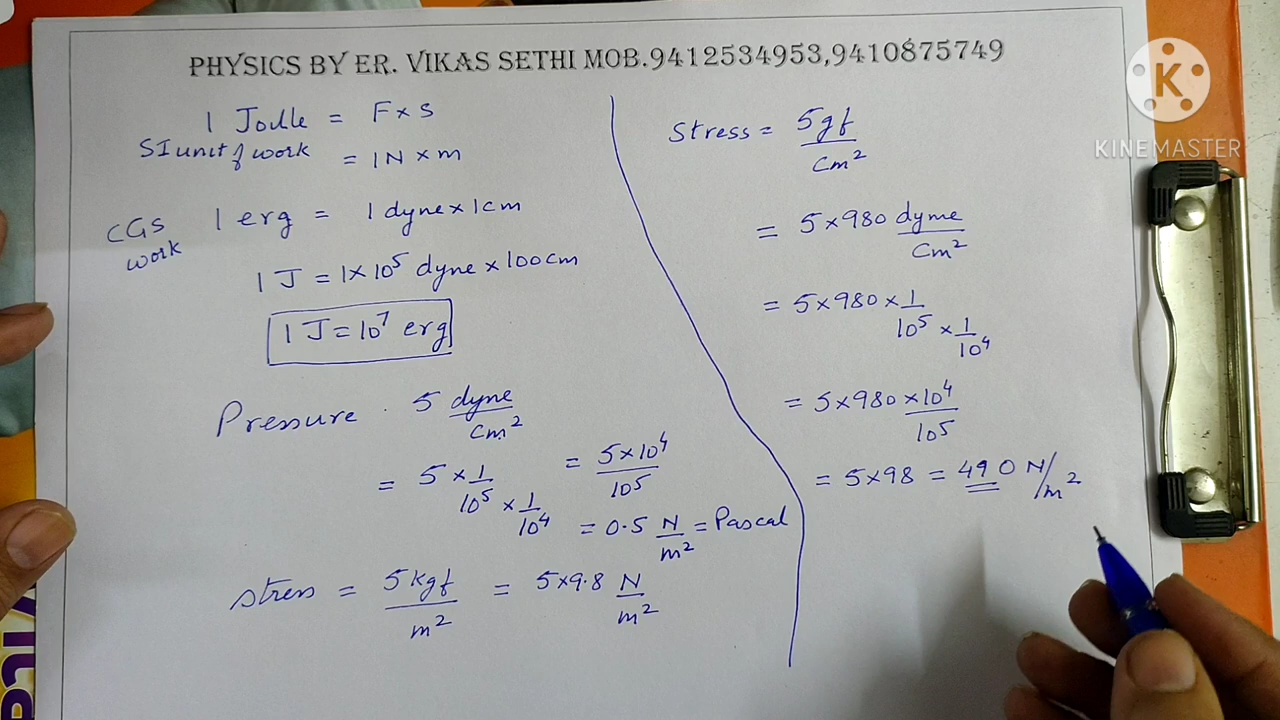 PHYSICS BY ER. VIKAS SETHI MOB.9412534953,9410875749
K
KINEMASTER
1 Joule = F×S
SI unit of work = 1N × m
CGS work 1 erg = 1 dyne × 1cm
1 J = 1×10⁵ dyne × 100cm
1 J = 10⁷ erg
Pressure . 5 dyne/cm²
= 5 × 1/10⁵ × 1/10⁴ = 5×10⁴/10⁵
= 0.5 N/m² = Pascal
stress = 5kgf/m² = 5×9.8 N/m²
Stress = 5gf/cm²
= 5×980 dyne/cm²
= 5×980 × 1/10⁵ × 1/10⁴
= 5×980 × 10⁴/10⁵
= 5×98 = 490 N/m²